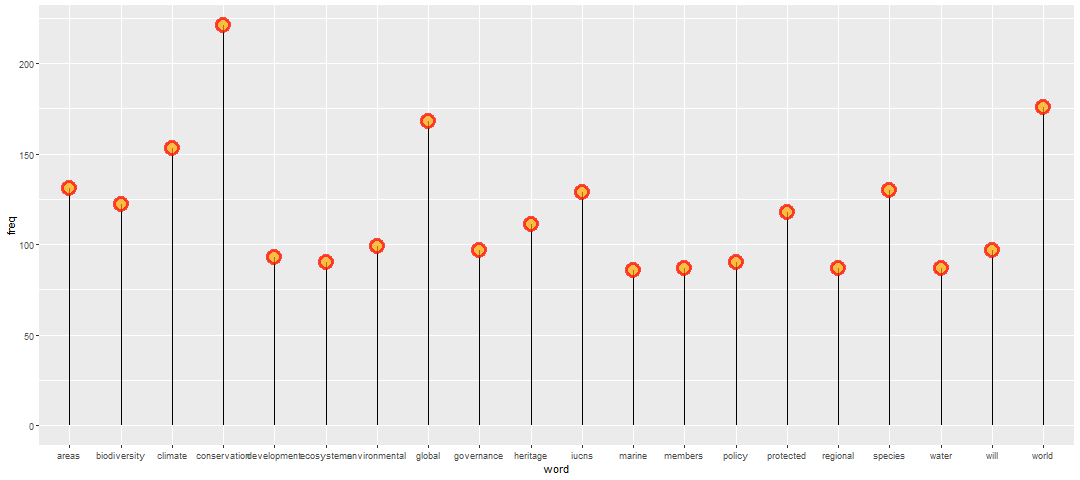 freq
200
150
100
50
0
areas biodiversity climate conservation development ecosystem environmental global governance heritage iucns marine members policy protected regional species water will world
word